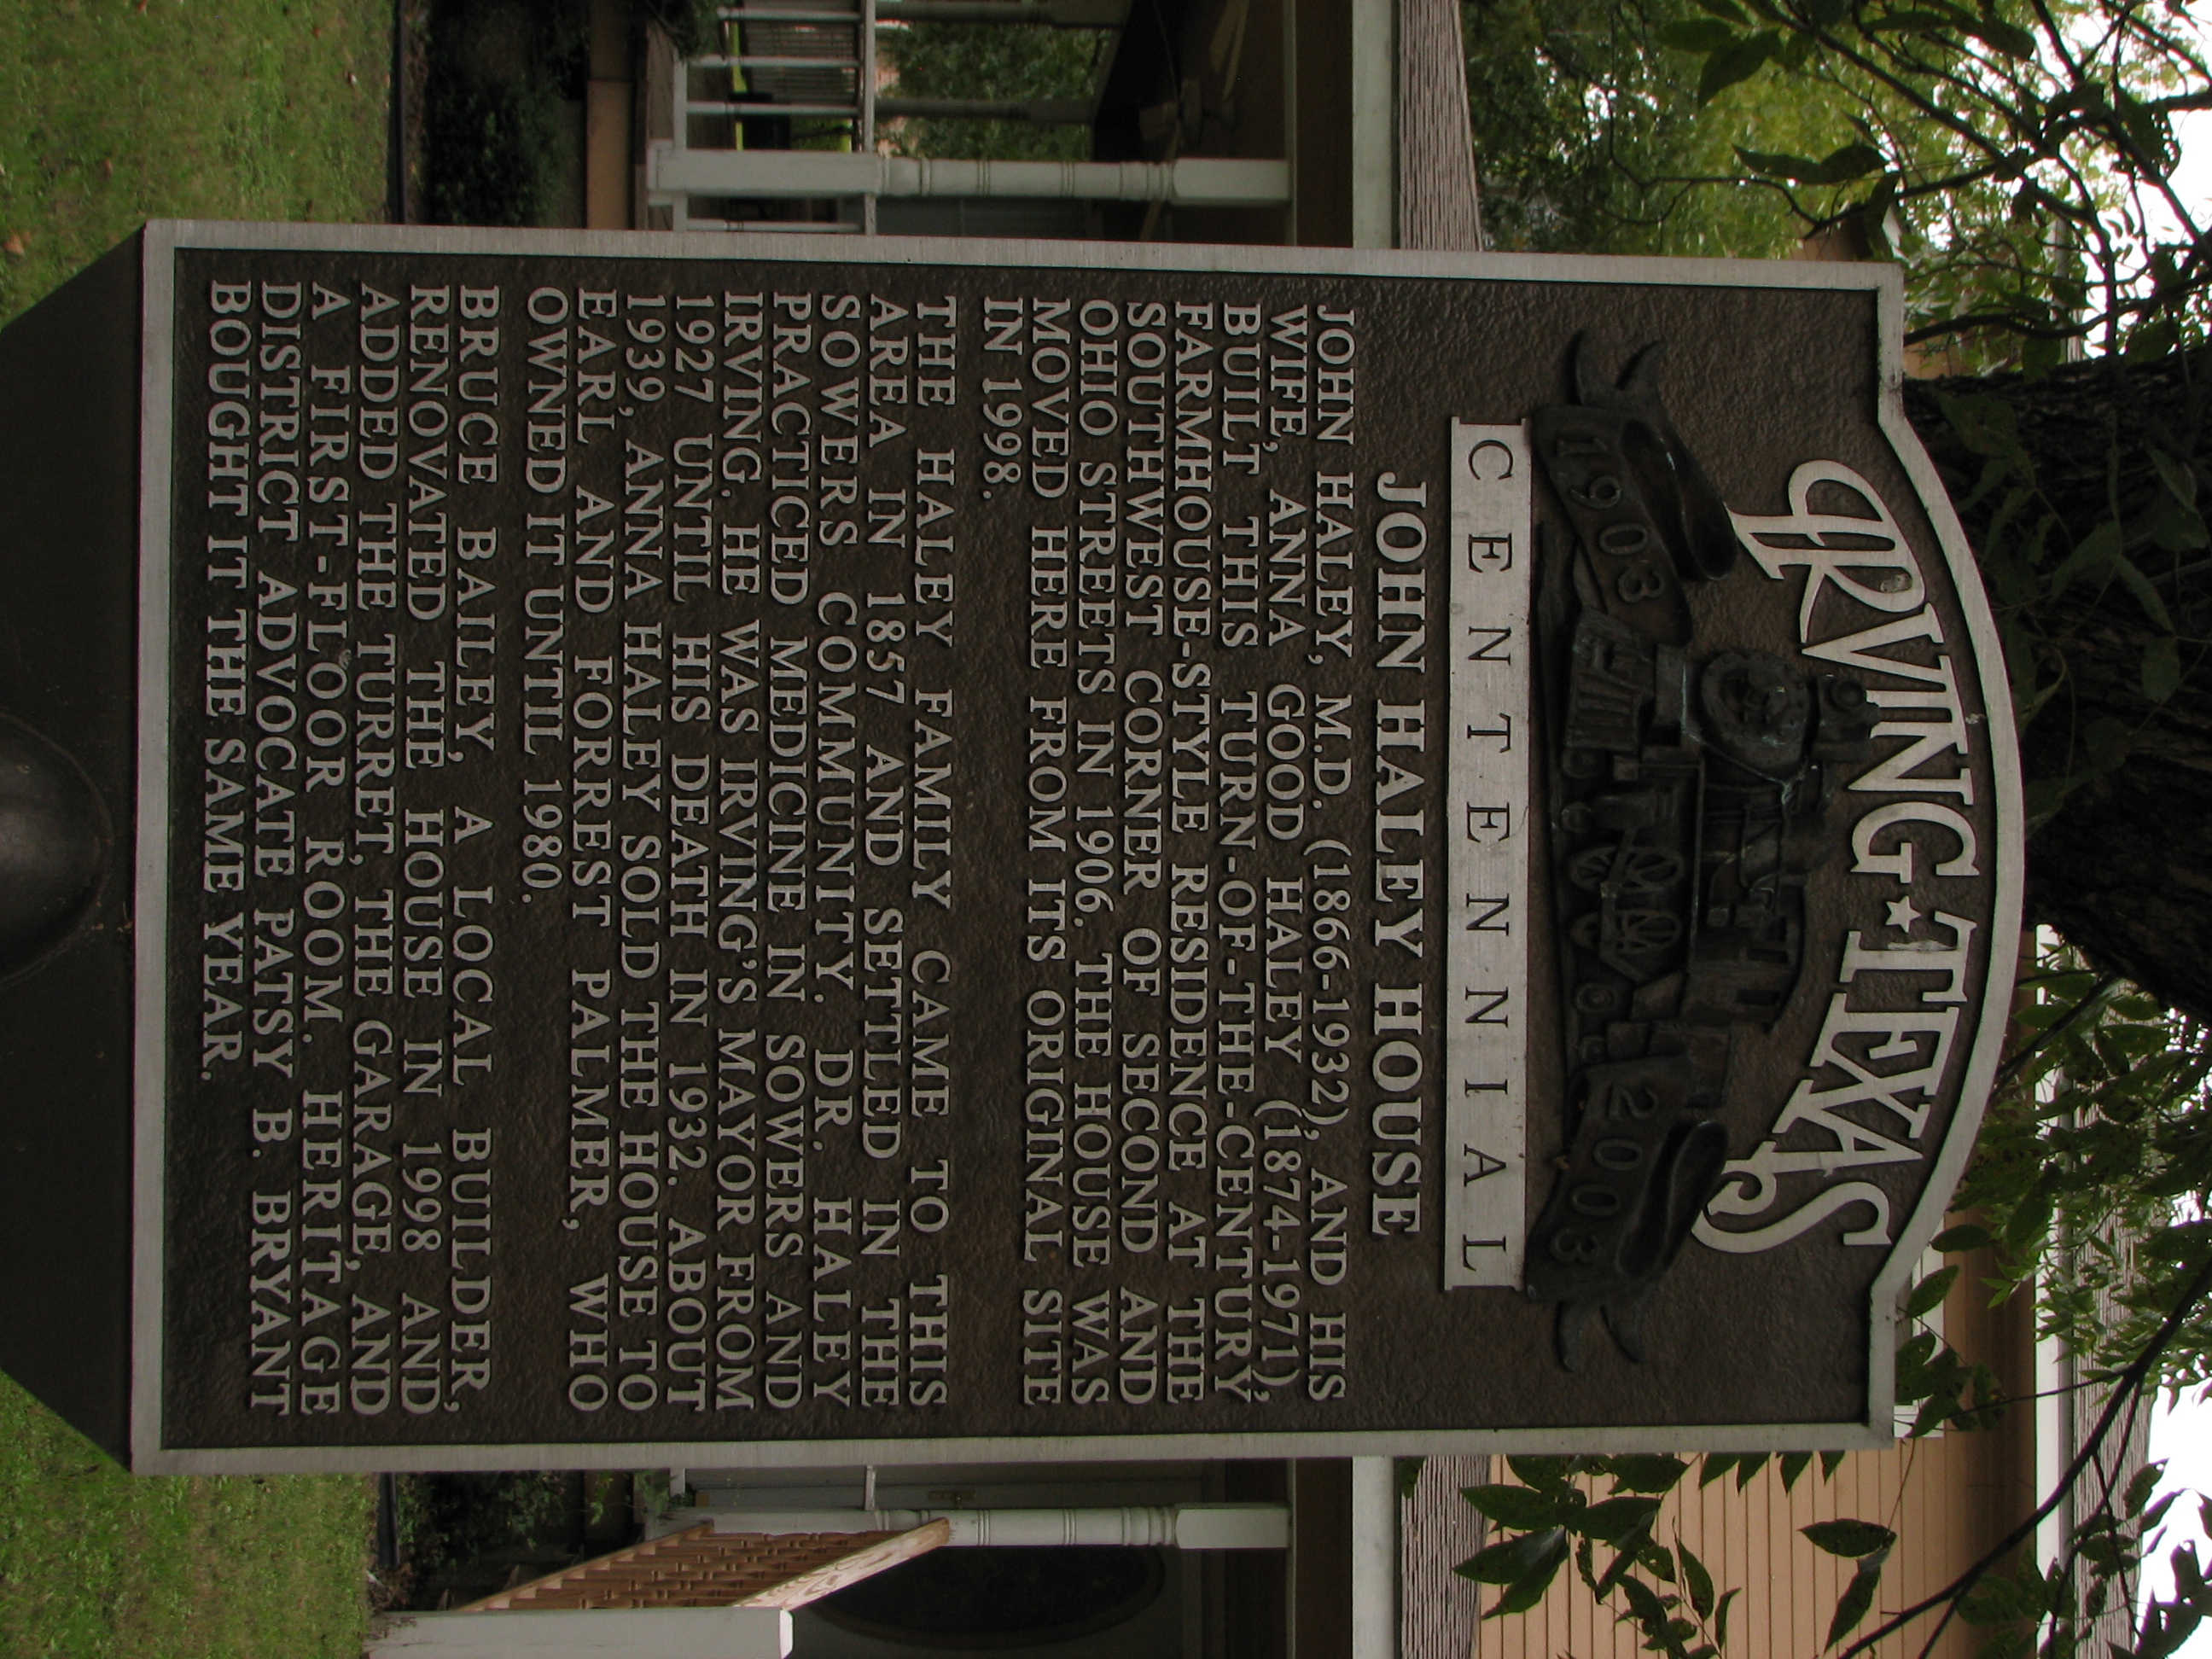 IRVING★TEXAS
1903
2003
CENTENNIAL
JOHN HALEY HOUSE
JOHN HALEY, M.D. (1866-1932), AND HIS
WIFE, ANNA GOOD HALEY (1874-1971),
BUILT THIS TURN-OF-THE-CENTURY,
FARMHOUSE-STYLE RESIDENCE AT THE
SOUTHWEST CORNER OF SECOND AND
OHIO STREETS IN 1906. THE HOUSE WAS
MOVED HERE FROM ITS ORIGINAL SITE
IN 1998.
THE HALEY FAMILY CAME TO THIS
AREA IN 1857 AND SETTLED IN THE
SOWERS COMMUNITY. DR. HALEY
PRACTICED MEDICINE IN SOWERS AND
IRVING. HE WAS IRVING'S MAYOR FROM
1927 UNTIL HIS DEATH IN 1932. ABOUT
1939, ANNA HALEY SOLD THE HOUSE TO
EARL AND FORREST PALMER, WHO
OWNED IT UNTIL 1980.
BRUCE BAILEY, A LOCAL BUILDER,
RENOVATED THE HOUSE IN 1998 AND,
ADDED THE TURRET, THE GARAGE, AND
A FIRST-FLOOR ROOM. HERITAGE
DISTRICT ADVOCATE PATSY B. BRYANT
BOUGHT IT THE SAME YEAR.